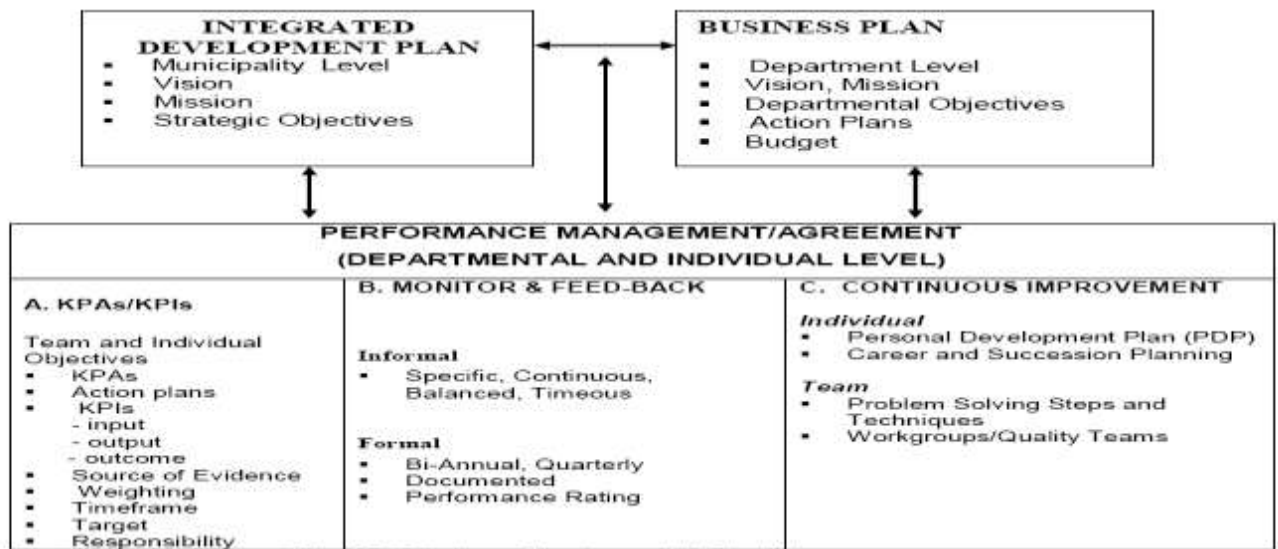 INTEGRATED
DEVELOPMENT PLAN
▪ Municipality Level
▪ Vision
▪ Mission
▪ Strategic Objectives
BUSINESS PLAN
▪ Department Level
▪ Vision, Mission
▪ Departmental Objectives
▪ Action Plans
▪ Budget
PERFORMANCE MANAGEMENT/AGREEMENT
(DEPARTMENTAL AND INDIVIDUAL LEVEL)
A. KPAs/KPIs
Team and Individual
Objectives
▪ KPAs
▪ Action plans
▪ KPIs
- input
- output
- outcome
▪ Source of Evidence
▪ Weighting
▪ Timeframe
▪ Target
▪ Responsibility
B. MONITOR & FEED-BACK
Informal
▪ Specific, Continuous,
Balanced, Timeous
Formal
▪ Bi-Annual, Quarterly
▪ Documented
▪ Performance Rating
C. CONTINUOUS IMPROVEMENT
Individual
▪ Personal Development Plan (PDP)
▪ Career and Succession Planning
Team
▪ Problem Solving Steps and
Techniques
▪ Workgroups/Quality Teams